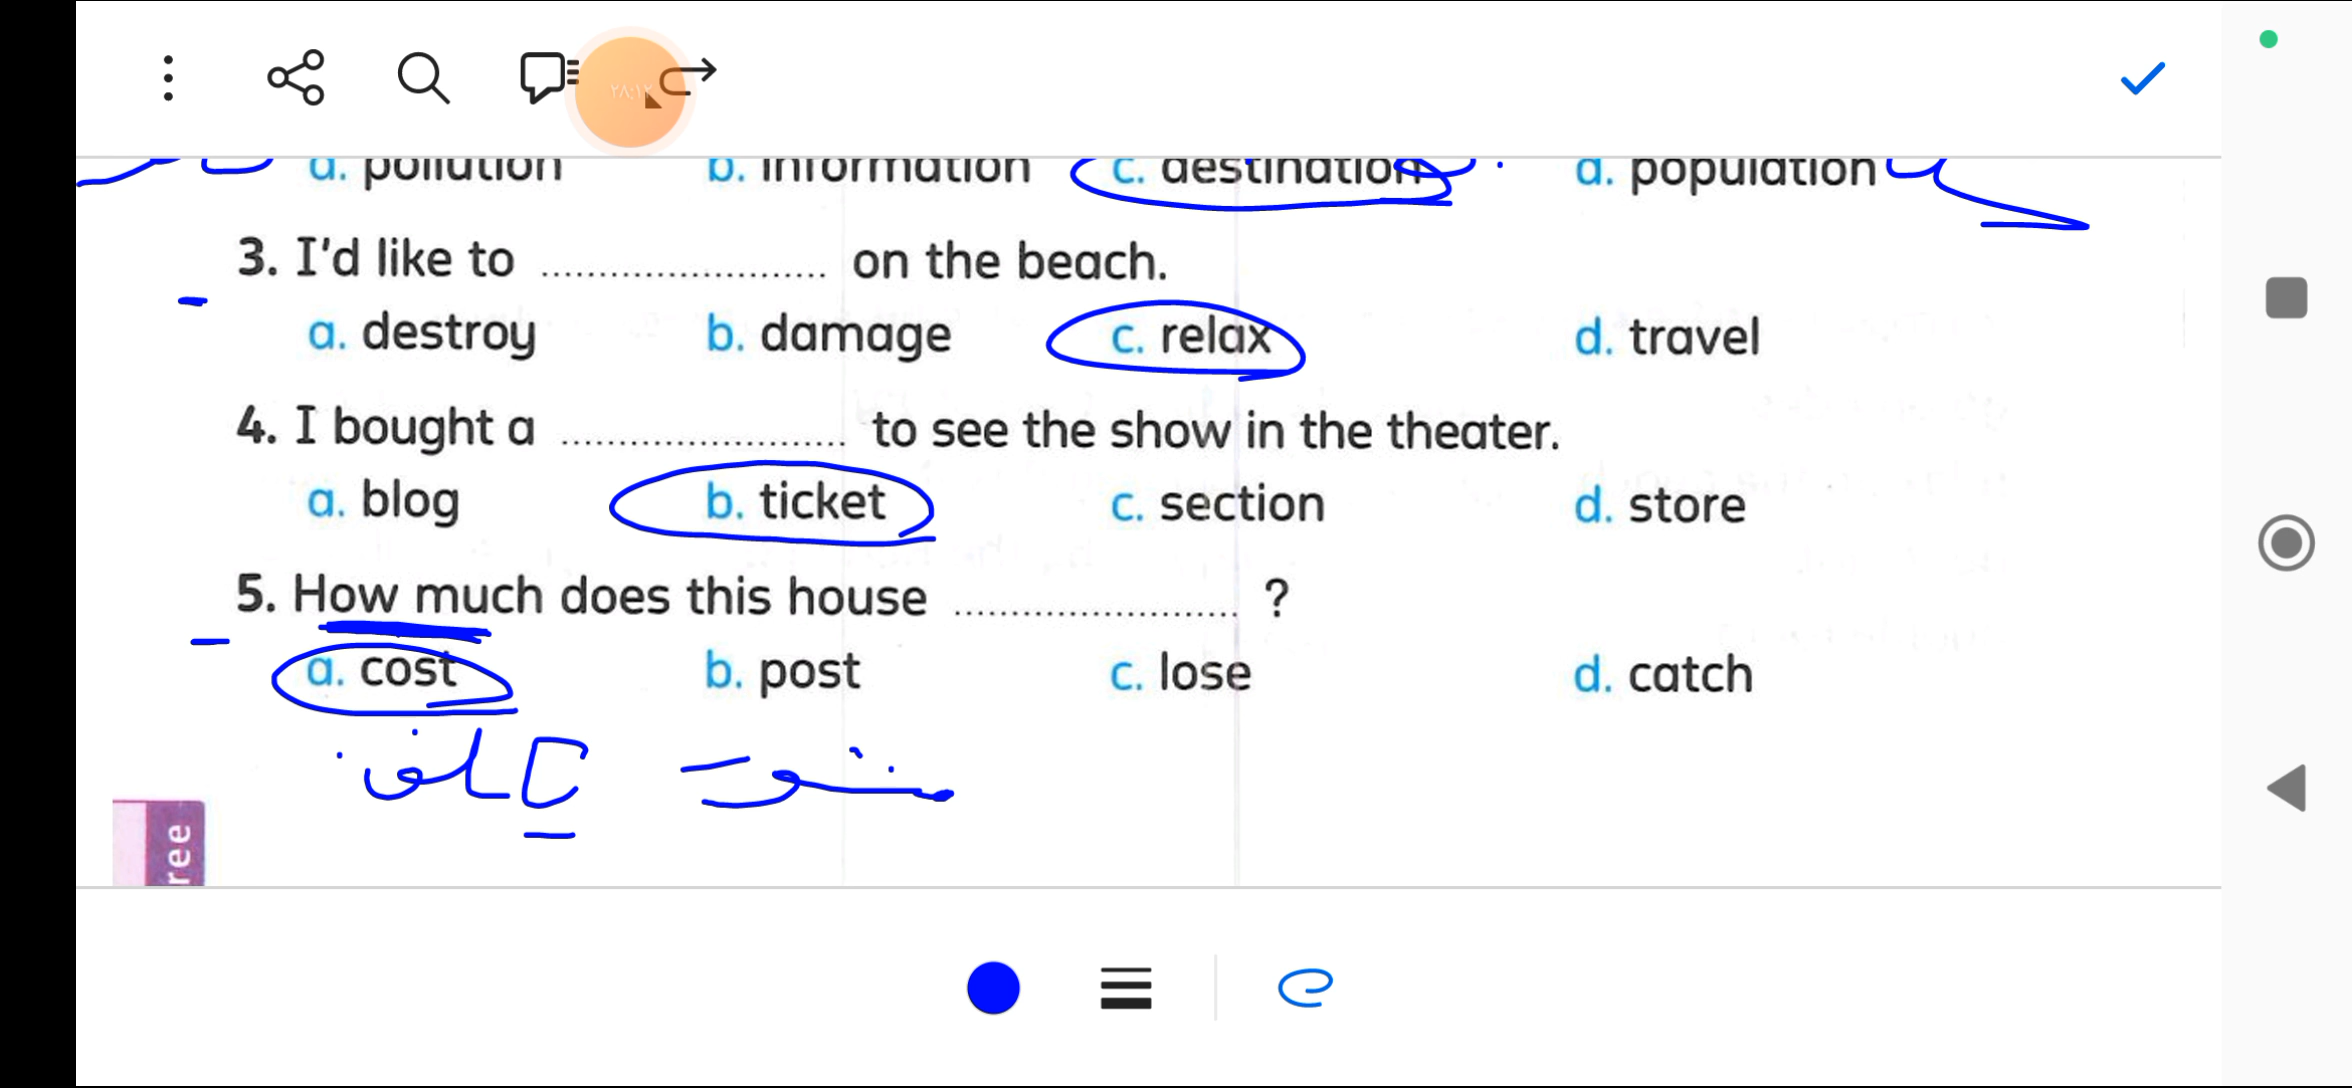 ٢٨:١٢
a. pollution b. information c. destination d. population
3. I'd like to ........................ on the beach.
a. destroy b. damage c. relax d. travel
4. I bought a ........................ to see the show in the theater.
a. blog b. ticket c. section d. store
5. How much does this house ........................ ?
a. cost b. post c. lose d. catch
ree